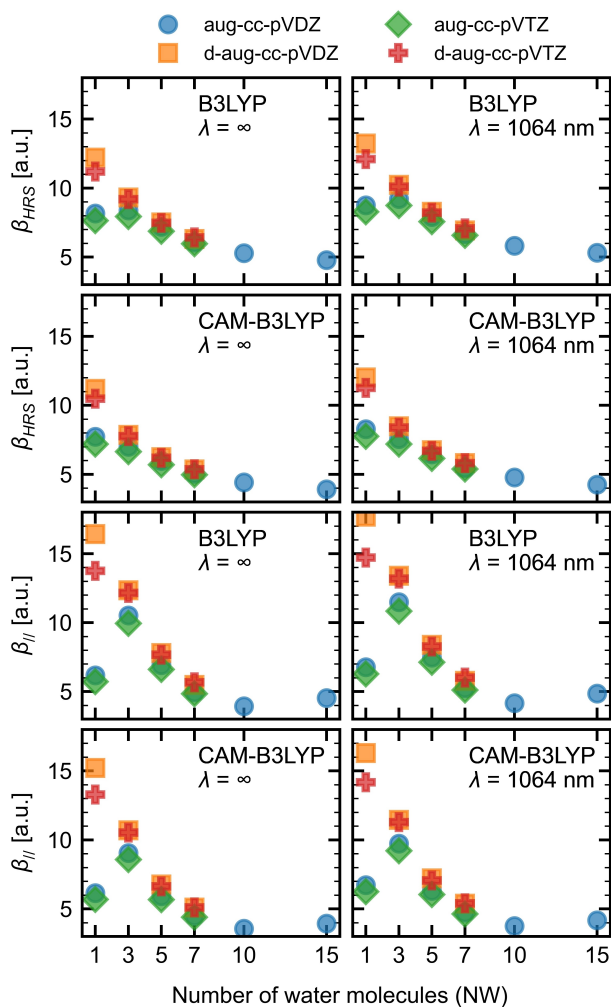 aug-cc-pVDZ aug-cc-pVTZ
d-aug-cc-pVDZ d-aug-cc-pVTZ
B3LYP
λ = ∞
B3LYP
λ = 1064 nm
β_HRS [a.u.]
15
10
5
CAM-B3LYP
λ = ∞
CAM-B3LYP
λ = 1064 nm
β_HRS [a.u.]
15
10
5
B3LYP
λ = ∞
B3LYP
λ = 1064 nm
β_// [a.u.]
15
10
5
CAM-B3LYP
λ = ∞
CAM-B3LYP
λ = 1064 nm
β_// [a.u.]
15
10
5
1 3 5 7 10 15 1 3 5 7 10 15
Number of water molecules (NW)